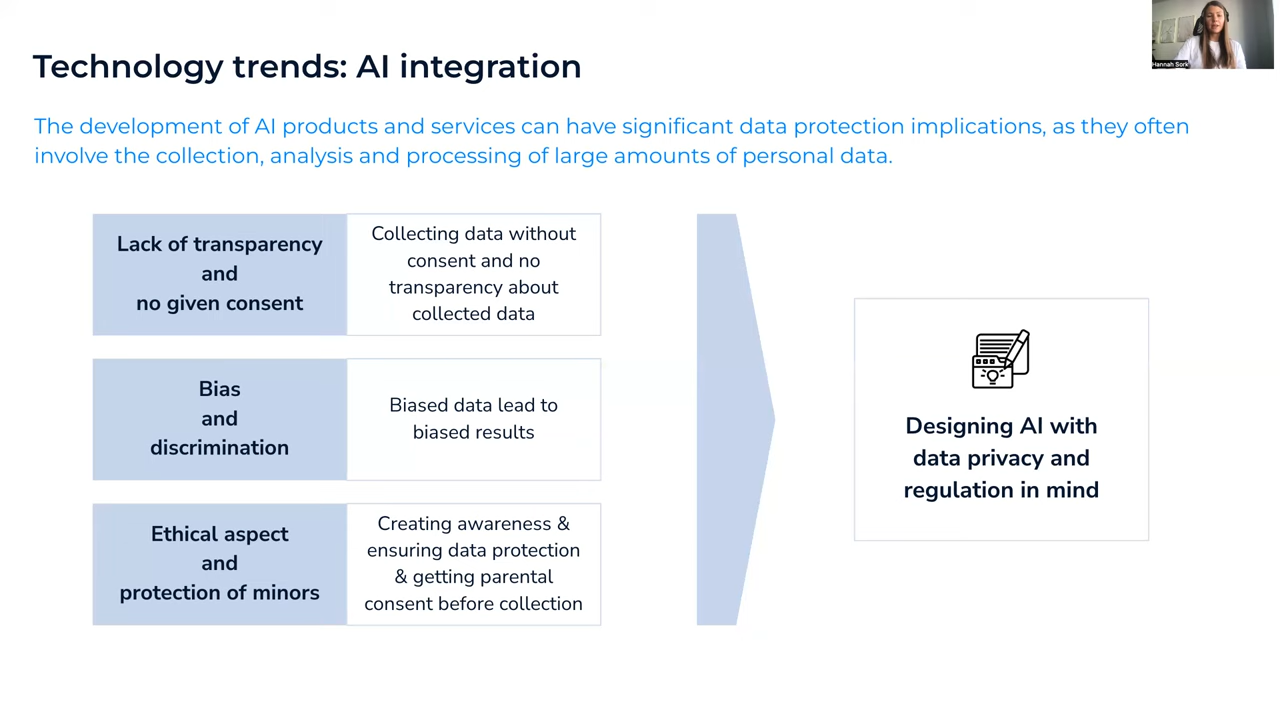 Technology trends: AI integration
Hannah Sork
The development of AI products and services can have significant data protection implications, as they often
involve the collection, analysis and processing of large amounts of personal data.
Lack of transparency
and
no given consent
Collecting data without
consent and no
transparency about
collected data
Bias
and
discrimination
Biased data lead to
biased results
Ethical aspect
and
protection of minors
Creating awareness &
ensuring data protection
& getting parental
consent before collection
Designing AI with
data privacy and
regulation in mind